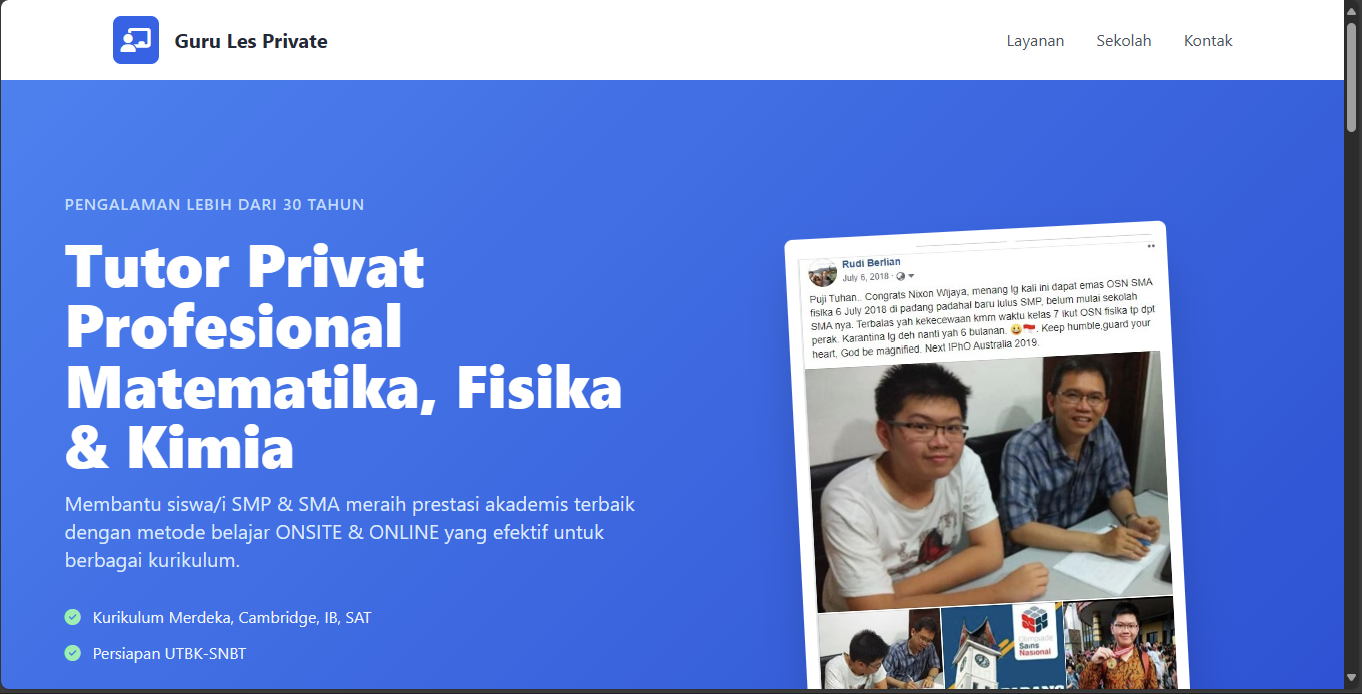 Guru Les Private
Layanan
Sekolah
Kontak
PENGALAMAN LEBIH DARI 30 TAHUN
Tutor Privat
Profesional
Matematika, Fisika
& Kimia
Membantu siswa/i SMP & SMA meraih prestasi akademis terbaik
dengan metode belajar ONSITE & ONLINE yang efektif untuk
berbagai kurikulum.
Kurikulum Merdeka, Cambridge, IB, SAT
Persiapan UTBK-SNBT
Rudi Berlian
July 6, 2018
Puji Tuhan.. Congrats Nixon Wijaya, menang lg kali ini dapat emas OSN SMA
fisika 6 July 2018 di padang padahal baru lulus SMP, belum mulai sekolah
SMA nya. Terbalas yah kekecewaan kmrn waktu kelas 7 ikut OSN fisika tp dpt
perak. Karantina lg deh nanti yah 6 bulanan. 😀🇮🇩. Keep humble,guard your
heart, God be magnified. Next IPhO Australia 2019.
Olimpiade
Sains
Nasional